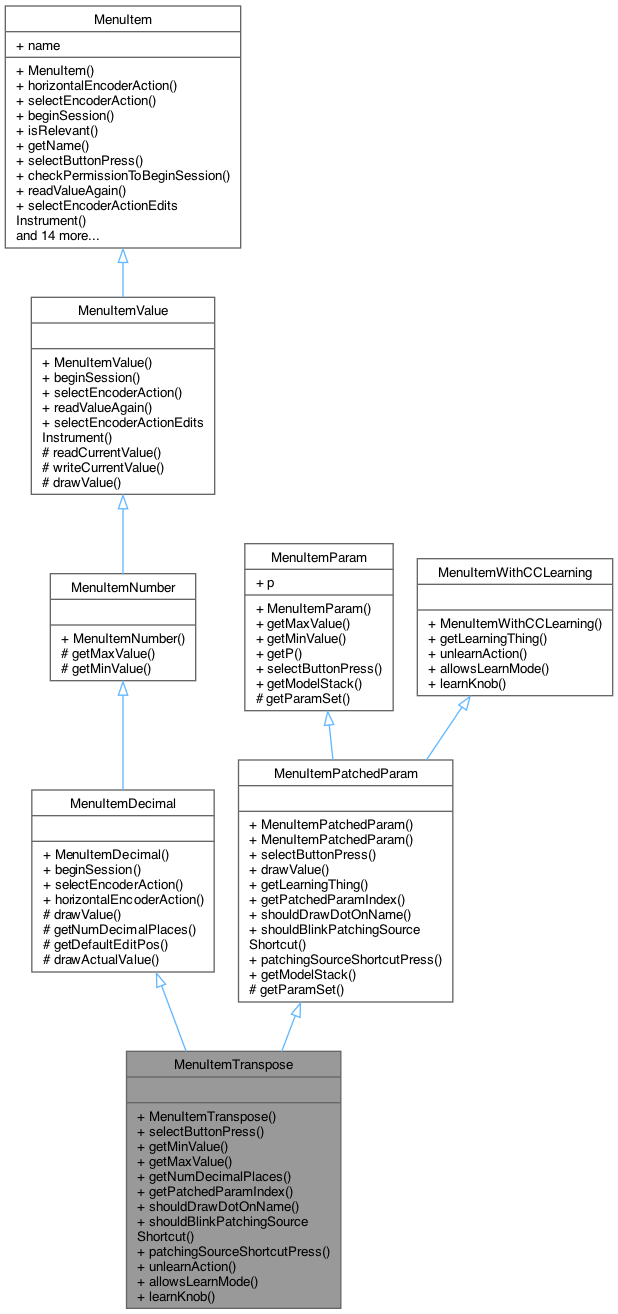 MenuItem
+ name
+ MenuItem()
+ horizontalEncoderAction()
+ selectEncoderAction()
+ beginSession()
+ isRelevant()
+ getName()
+ selectButtonPress()
+ checkPermissionToBeginSession()
+ readValueAgain()
+ selectEncoderActionEdits
Instrument()
and 14 more...
MenuItemValue
+ MenuItemValue()
+ beginSession()
+ selectEncoderAction()
+ readValueAgain()
+ selectEncoderActionEdits
Instrument()
# readCurrentValue()
# writeCurrentValue()
# drawValue()
MenuItemNumber
+ MenuItemNumber()
# getMaxValue()
# getMinValue()
MenuItemParam
+ p
+ MenuItemParam()
+ getMaxValue()
+ getMinValue()
+ getP()
+ selectButtonPress()
+ getModelStack()
# getParamSet()
MenuItemWithCCLearning
+ MenuItemWithCCLearning()
+ getLearningThing()
+ unlearnAction()
+ allowsLearnMode()
+ learnKnob()
MenuItemDecimal
+ MenuItemDecimal()
+ beginSession()
+ selectEncoderAction()
+ horizontalEncoderAction()
# drawValue()
# getNumDecimalPlaces()
# getDefaultEditPos()
# drawActualValue()
MenuItemPatchedParam
+ MenuItemPatchedParam()
+ MenuItemPatchedParam()
+ selectButtonPress()
+ drawValue()
+ getLearningThing()
+ getPatchedParamIndex()
+ shouldDrawDotOnName()
+ shouldBlinkPatchingSource
Shortcut()
+ patchingSourceShortcutPress()
+ getModelStack()
# getParamSet()
MenuItemTranspose
+ MenuItemTranspose()
+ selectButtonPress()
+ getMinValue()
+ getMaxValue()
+ getNumDecimalPlaces()
+ getPatchedParamIndex()
+ shouldDrawDotOnName()
+ shouldBlinkPatchingSource
Shortcut()
+ patchingSourceShortcutPress()
+ unlearnAction()
+ allowsLearnMode()
+ learnKnob()